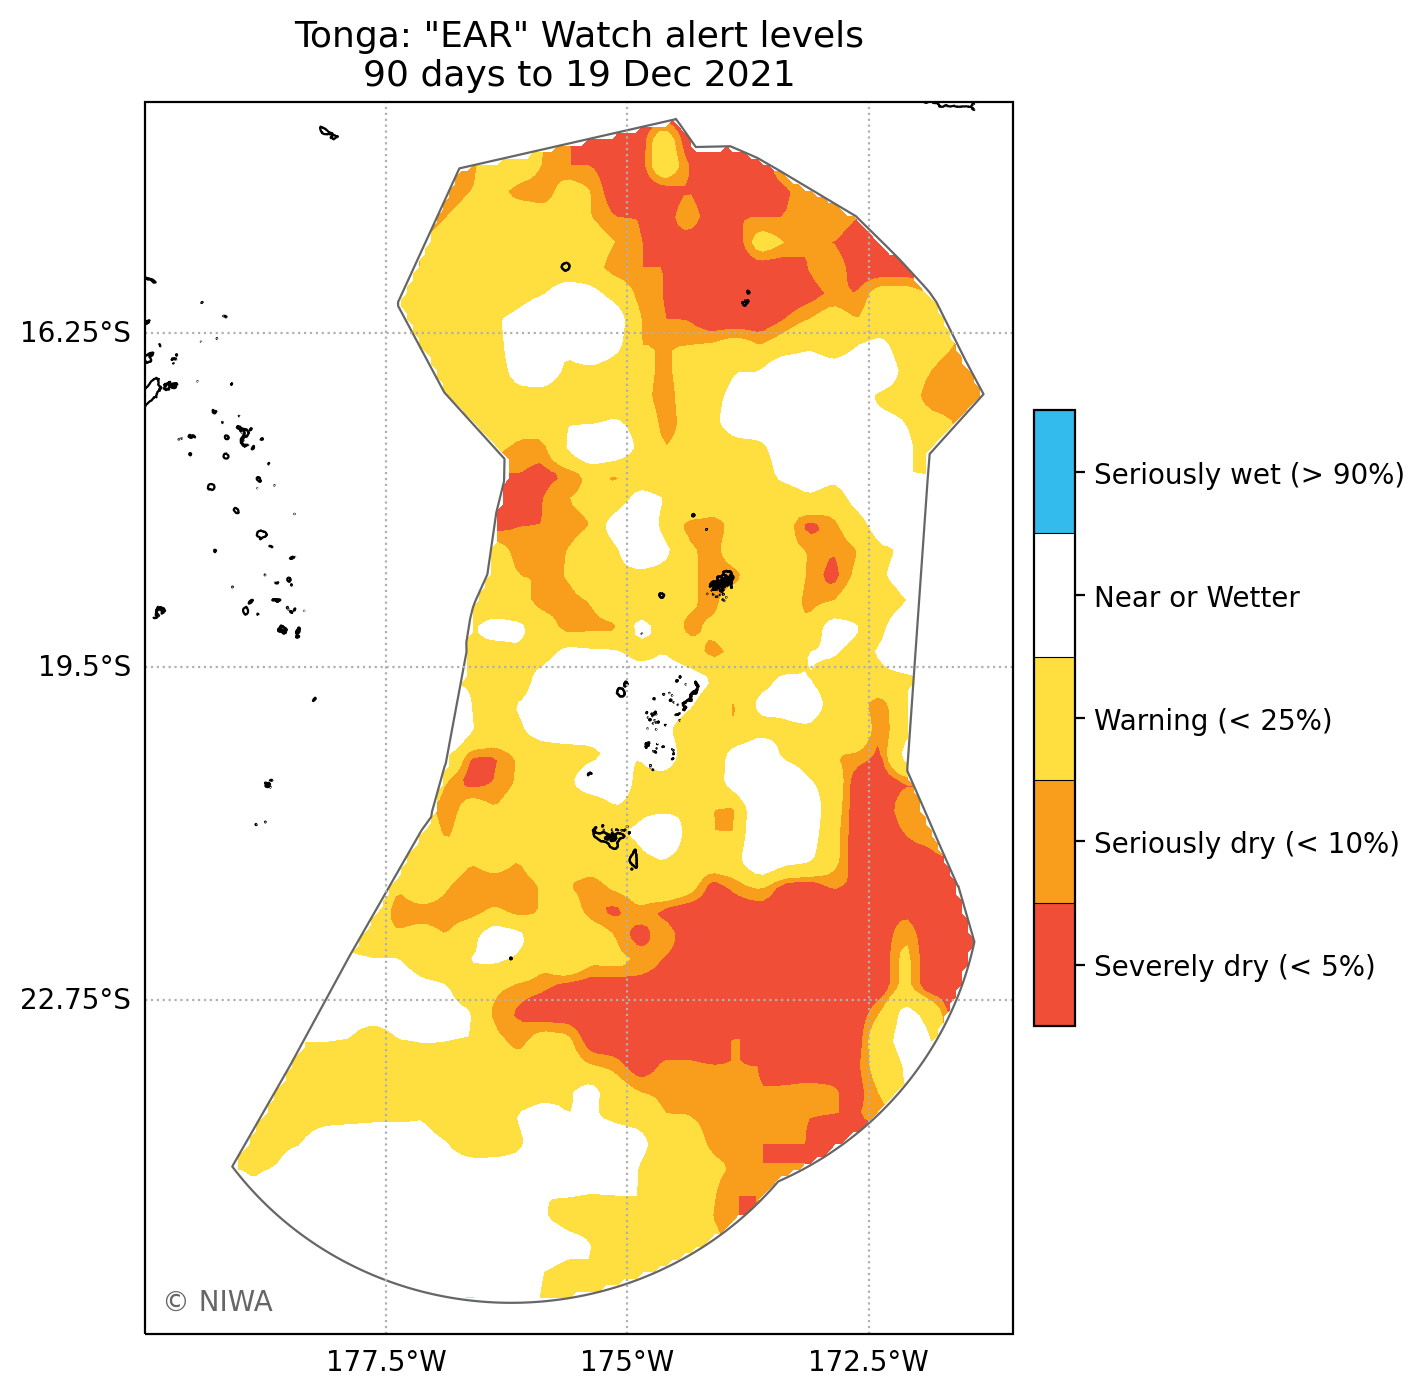 Tonga: "EAR" Watch alert levels
90 days to 19 Dec 2021
16.25°S
19.5°S
22.75°S
177.5°W
175°W
172.5°W
Seriously wet (> 90%)
Near or Wetter
Warning (< 25%)
Seriously dry (< 10%)
Severely dry (< 5%)
© NIWA